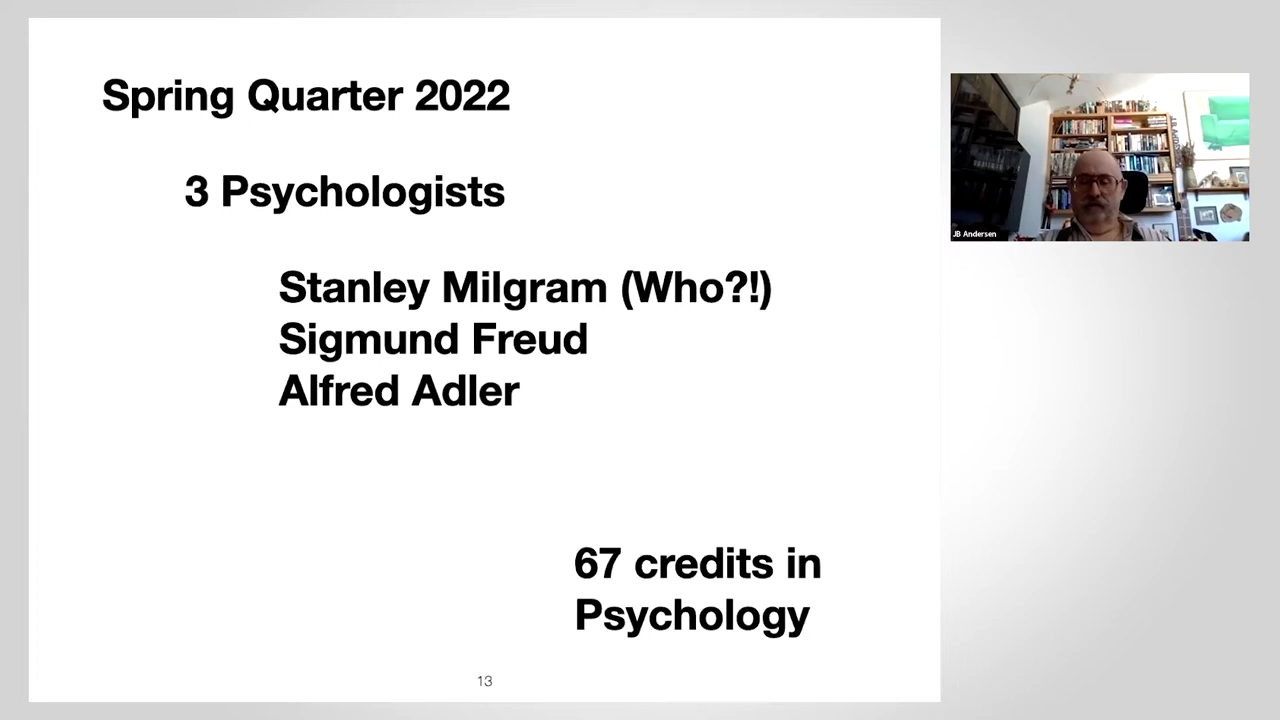 Spring Quarter 2022
3 Psychologists
Stanley Milgram (Who?!)
Sigmund Freud
Alfred Adler
67 credits in
Psychology
13
JB Andersen